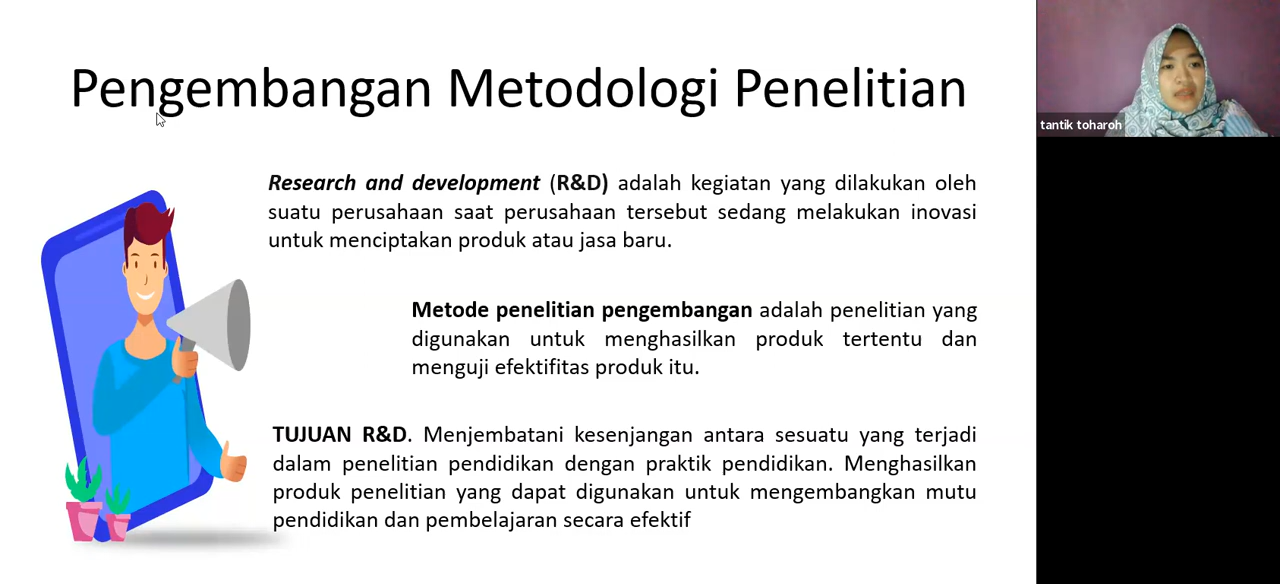 Pengembangan Metodologi Penelitian
tantik toharoh
Research and development (R&D) adalah kegiatan yang dilakukan oleh
suatu perusahaan saat perusahaan tersebut sedang melakukan inovasi
untuk menciptakan produk atau jasa baru.
Metode penelitian pengembangan adalah penelitian yang
digunakan untuk menghasilkan produk tertentu dan
menguji efektifitas produk itu.
TUJUAN R&D. Menjembatani kesenjangan antara sesuatu yang terjadi
dalam penelitian pendidikan dengan praktik pendidikan. Menghasilkan
produk penelitian yang dapat digunakan untuk mengembangkan mutu
pendidikan dan pembelajaran secara efektif